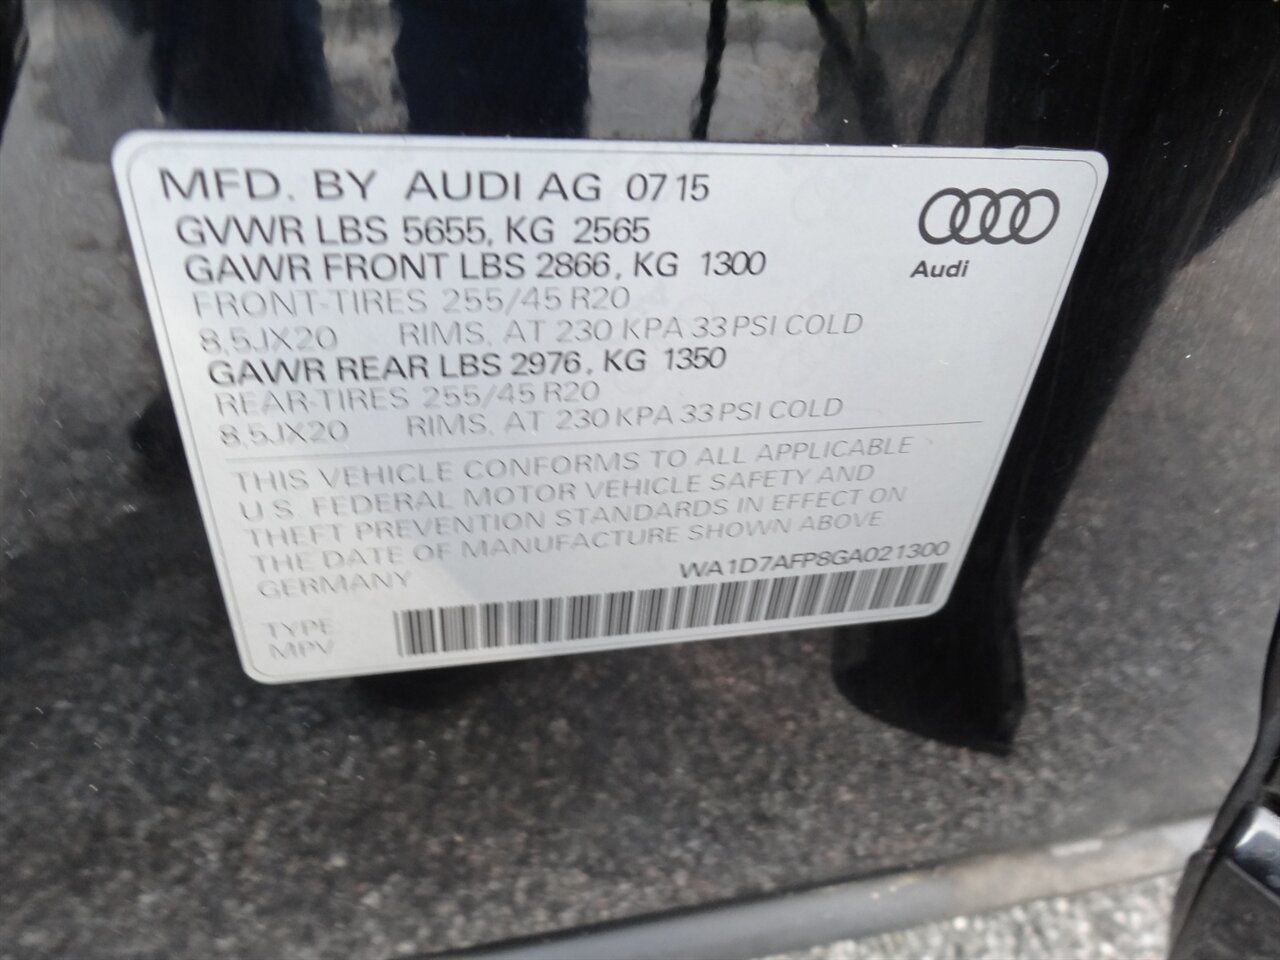 MFD. BY AUDI AG 07 15
GVWR LBS 5655, KG 2565
GAWR FRONT LBS 2866, KG 1300
FRONT-TIRES 255/45 R20
8,5JX20 RIMS, AT 230 KPA 33 PSI COLD
GAWR REAR LBS 2976, KG 1350
REAR-TIRES 255/45 R20
8,5JX20 RIMS, AT 230 KPA 33 PSI COLD
Audi
THIS VEHICLE CONFORMS TO ALL APPLICABLE
U.S. FEDERAL MOTOR VEHICLE SAFETY AND
THEFT PREVENTION STANDARDS IN EFFECT ON
THE DATE OF MANUFACTURE SHOWN ABOVE
GERMANY
WA1D7AFP8GA021300
TYPE
MPV